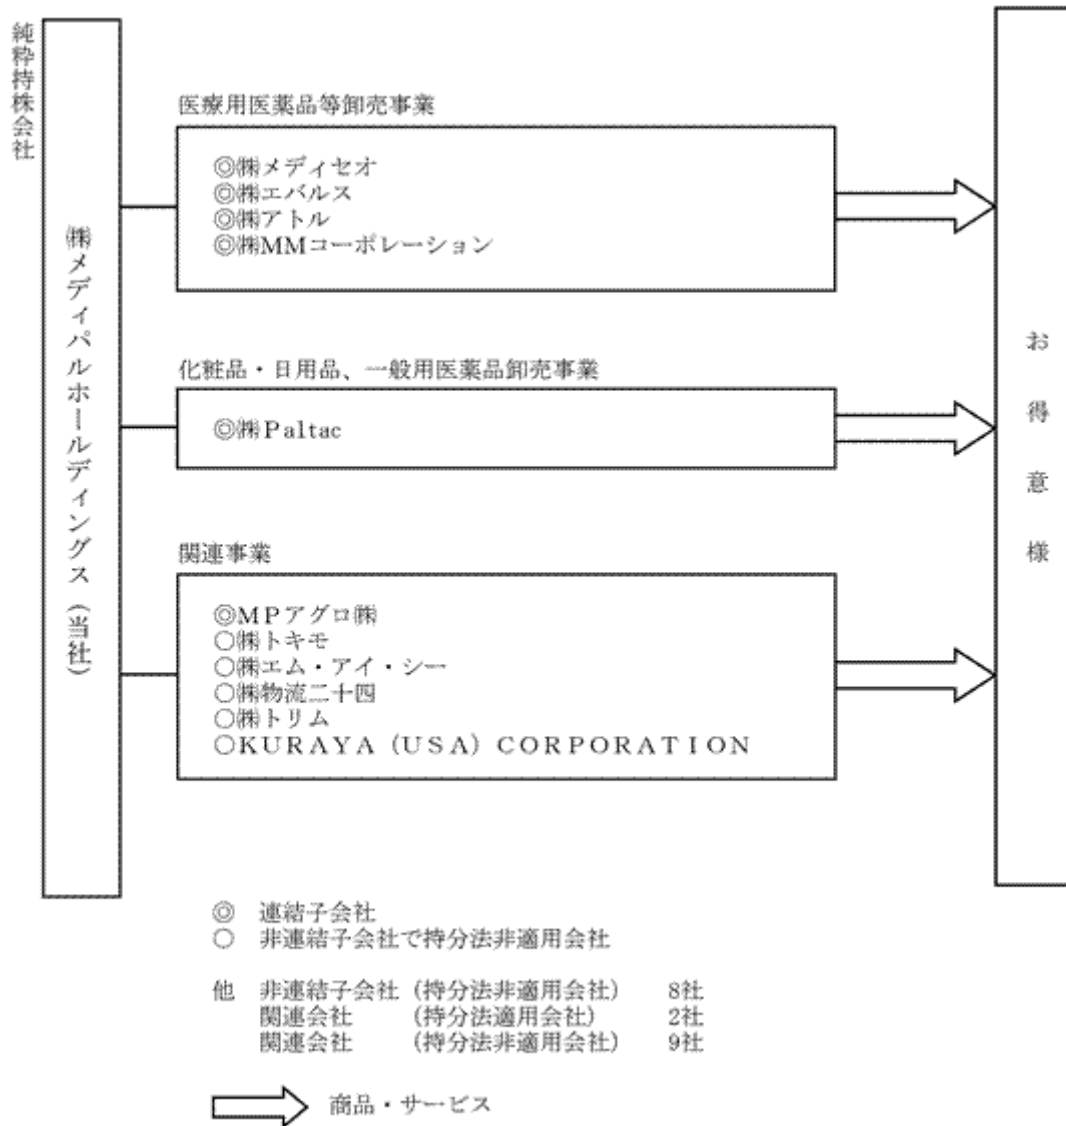 純粋持株会社
㈱メディパルホールディングス(当社)
医療用医薬品等卸売事業
◎㈱メディセオ
◎㈱エバルス
◎㈱アトル
◎㈱MMコーポレーション
化粧品・日用品、一般用医薬品卸売事業
◎㈱Paltac
関連事業
◎MPアグロ㈱
○㈱トキモ
○㈱エム・アイ・シー
○㈱物流二十四
○㈱トリム
○KURAYA(USA)CORPORATION
お得意様
◎ 連結子会社
○ 非連結子会社で持分法非適用会社
他 非連結子会社(持分法非適用会社) 8社
関連会社 (持分法適用会社) 2社
関連会社 (持分法非適用会社) 9社
商品・サービス